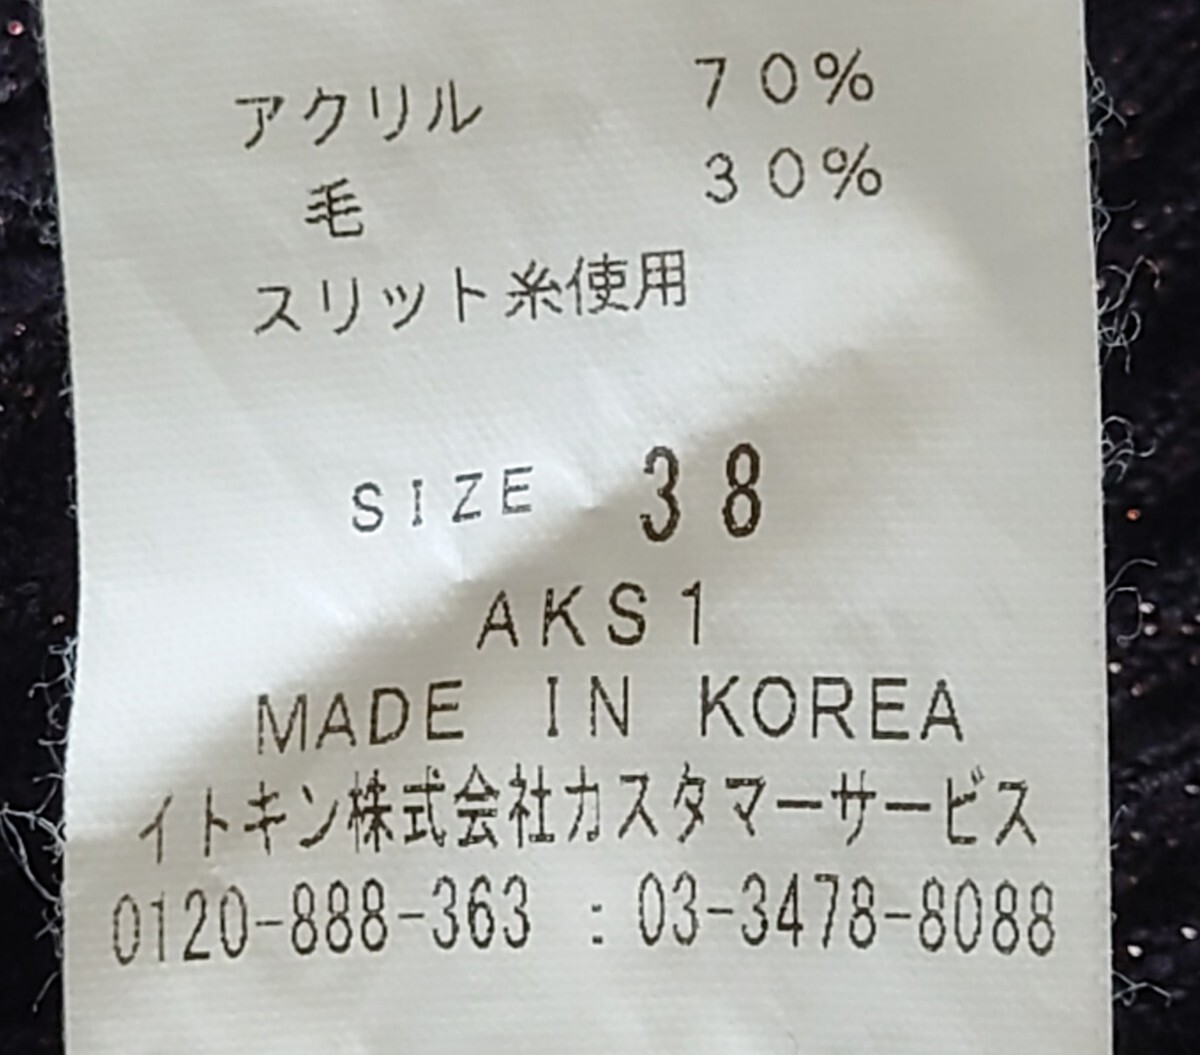 アクリル 70%
毛 30%
スリット糸使用
SIZE 38
AKS1
MADE IN KOREA
イトキン株式会社カスタマーサービス
0120-888-363 : 03-3478-8088